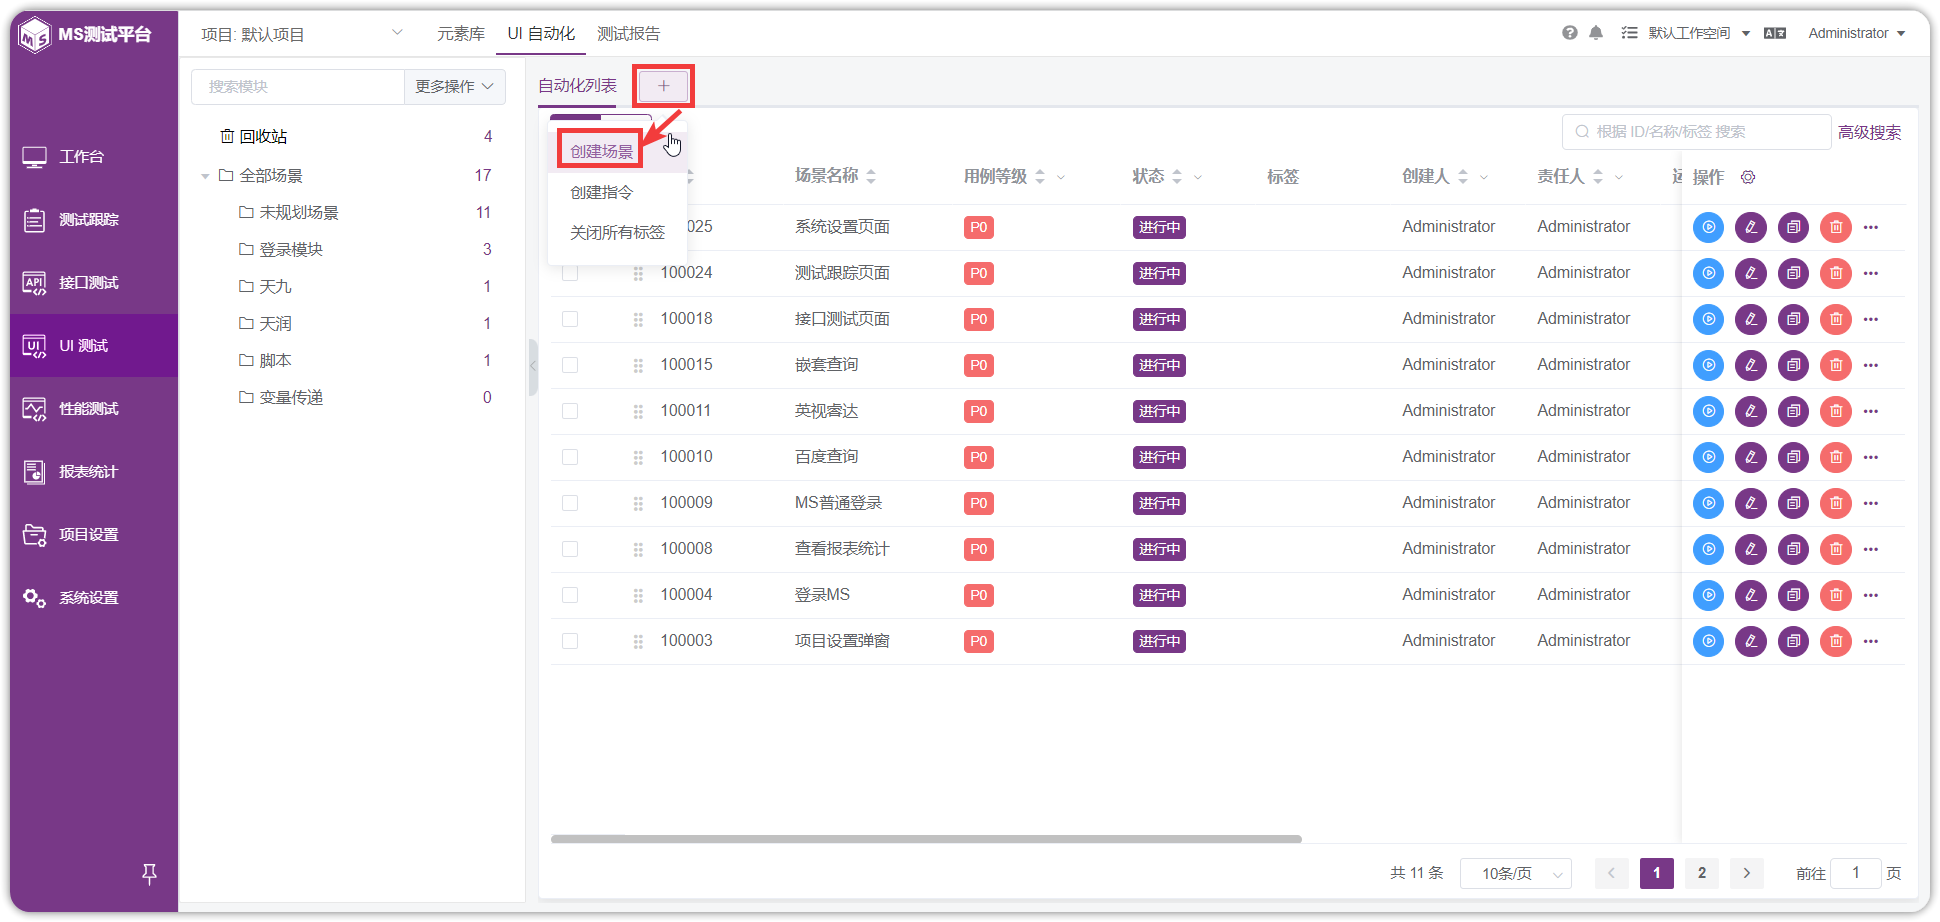 MS测试平台
项目: 默认项目
元素库
UI 自动化
测试报告
默认工作空间
Administrator
工作台
测试跟踪
接口测试
UI 测试
性能测试
报表统计
项目设置
系统设置
搜索模块
更多操作
回收站 4
全部场景 17
未规划场景 11
登录模块 3
天九 1
天润 1
脚本 1
变量传递 0
自动化列表
+
创建场景
创建指令
关闭所有标签
根据 ID/名称/标签 搜索
高级搜索
场景名称 用例等级 状态 标签 创建人 责任人 操作
025 系统设置页面 P0 进行中 Administrator Administrator
100024 测试跟踪页面 P0 进行中 Administrator Administrator
100018 接口测试页面 P0 进行中 Administrator Administrator
100015 嵌套查询 P0 进行中 Administrator Administrator
100011 英视睿达 P0 进行中 Administrator Administrator
100010 百度查询 P0 进行中 Administrator Administrator
100009 MS普通登录 P0 进行中 Administrator Administrator
100008 查看报表统计 P0 进行中 Administrator Administrator
100004 登录MS P0 进行中 Administrator Administrator
100003 项目设置弹窗 P0 进行中 Administrator Administrator
共 11 条 10条/页 < 1 2 > 前往 1 页